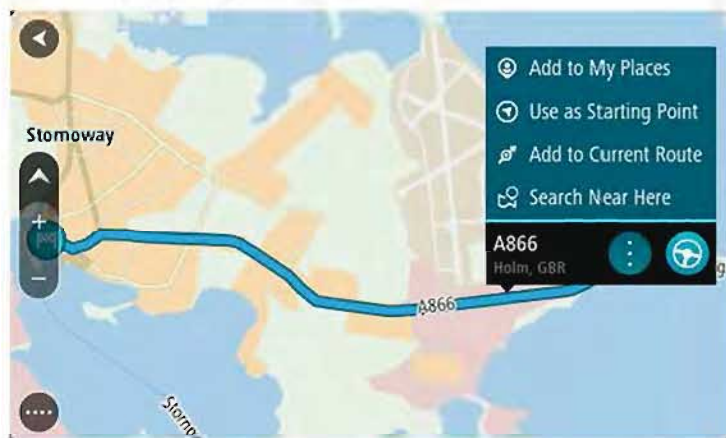 Stornoway
Add to My Places
Use as Starting Point
Add to Current Route
Search Near Here
A866
Holm, GBR
A866